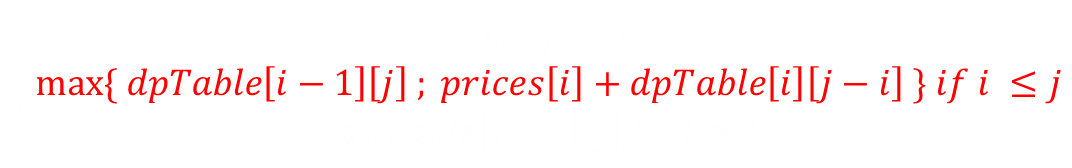 max{ dpTable[i − 1][j] ; prices[i] + dpTable[i][j − i] } if i ≤ j